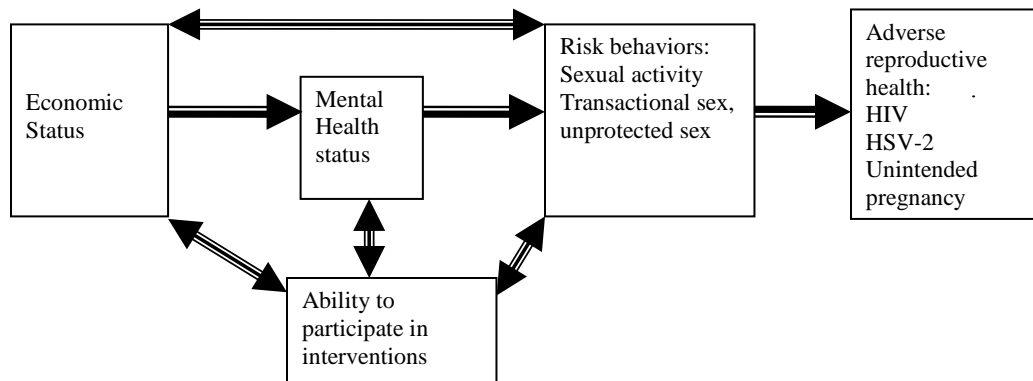 Economic
Status
Mental
Health
status
Risk behaviors:
Sexual activity
Transactional sex,
unprotected sex
Adverse
reproductive
health:
HIV
HSV-2
Unintended
pregnancy
Ability to
participate in
interventions